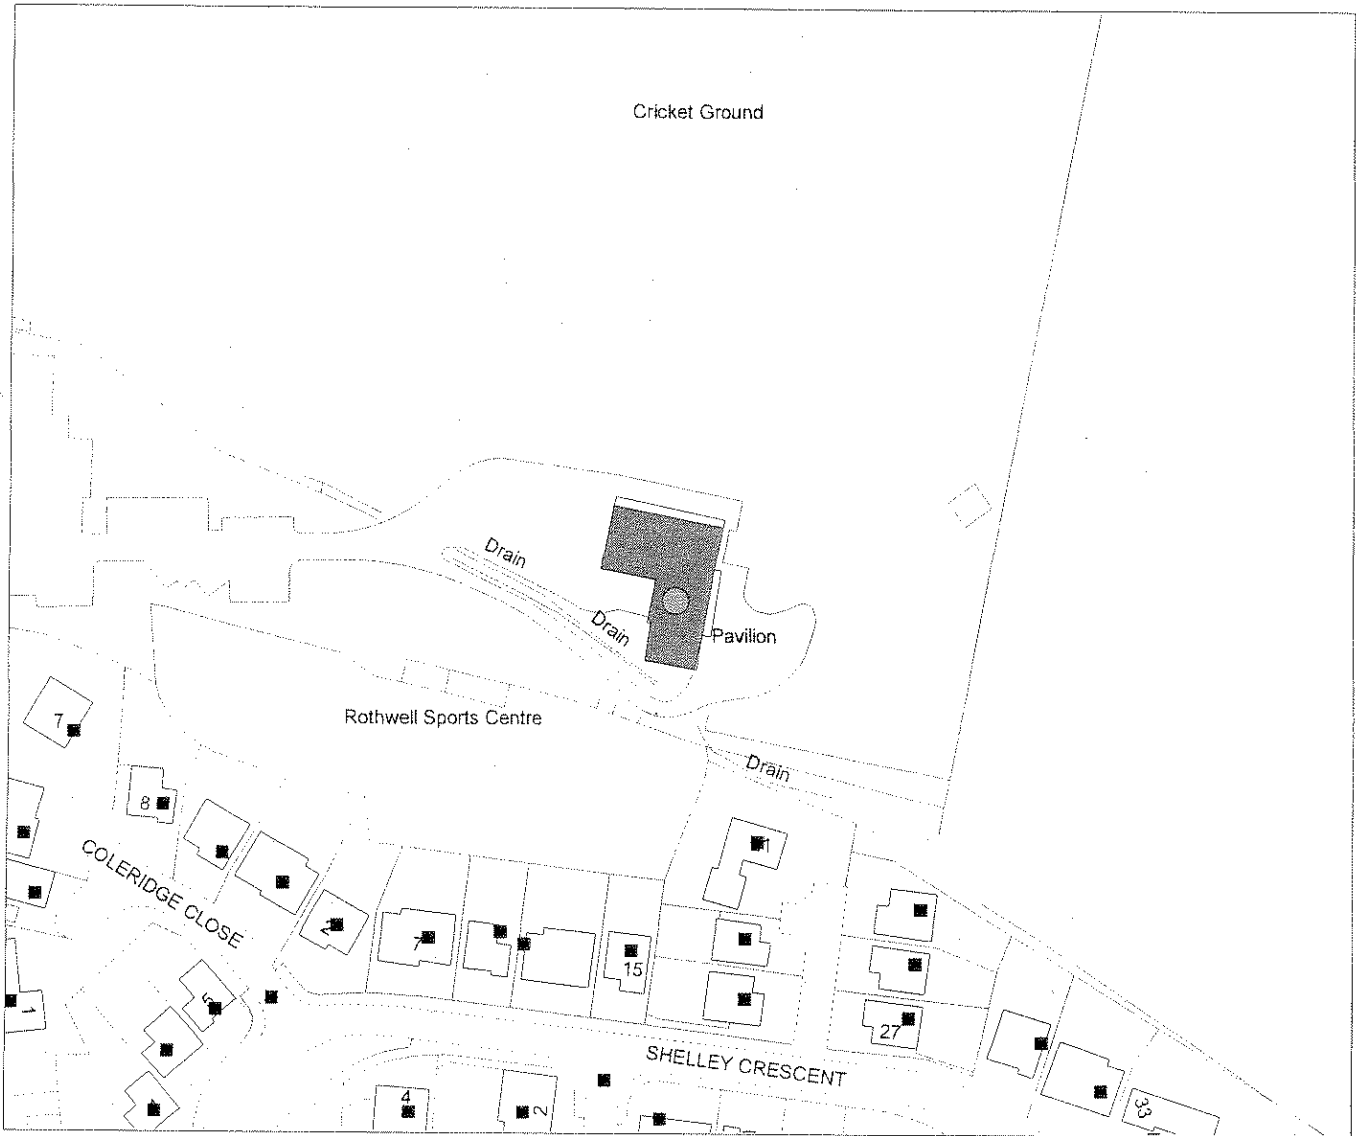 Cricket Ground
Drain
Drain
Pavilion
Rothwell Sports Centre
7
Drain
8
COLERIDGE CLOSE
2
7
15
27
5
1
SHELLEY CRESCENT
4
2
33